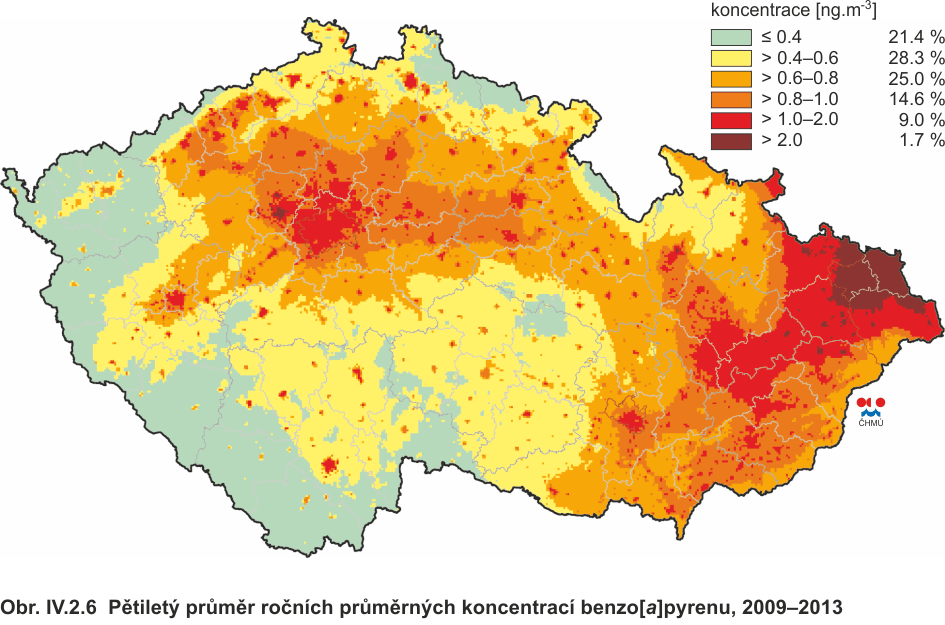 koncentrace [ng.m-3]
≤ 0.4 21.4 %
> 0.4–0.6 28.3 %
> 0.6–0.8 25.0 %
> 0.8–1.0 14.6 %
> 1.0–2.0 9.0 %
> 2.0 1.7 %
ČHMÚ
Obr. IV.2.6 Pětiletý průměr ročních průměrných koncentrací benzo[a]pyrenu, 2009–2013